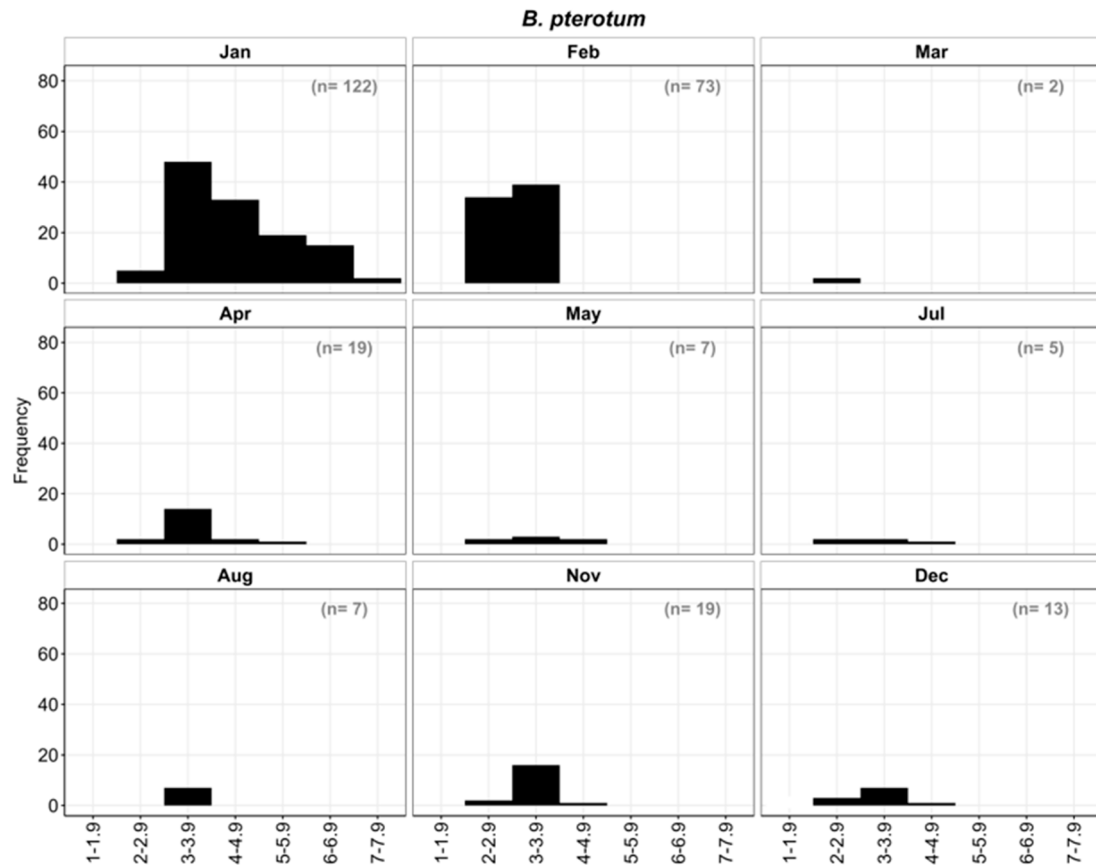 B. pterotum
Jan
Feb
Mar
(n= 122)
(n= 73)
(n= 2)
80
60
40
20
0
Apr
May
Jul
(n= 19)
(n= 7)
(n= 5)
80
60
40
20
0
Frequency
Aug
Nov
Dec
(n= 7)
(n= 19)
(n= 13)
80
60
40
20
0
1-1.9
2-2.9
3-3.9
4-4.9
5-5.9
6-6.9
7-7.9
1-1.9
2-2.9
3-3.9
4-4.9
5-5.9
6-6.9
7-7.9
1-1.9
2-2.9
3-3.9
4-4.9
5-5.9
6-6.9
7-7.9